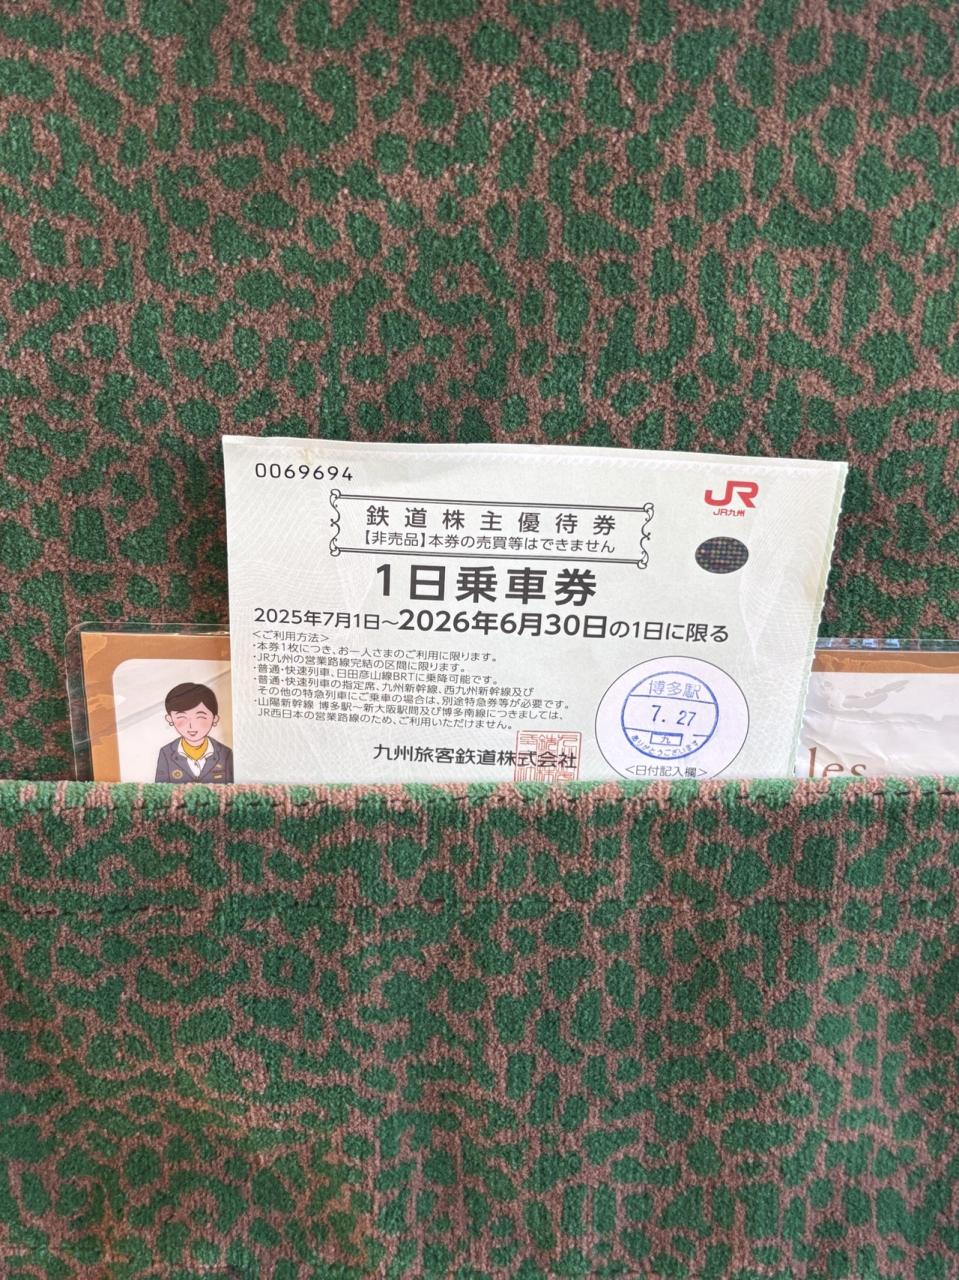 0069694
JR
JR九州
鉄道株主優待券
【非売品】本券の売買等はできません
1日乗車券
2025年7月1日~2026年6月30日の1日に限る
<ご利用方法>
・本券1枚につき、お一人さまのご利用に限ります。
・JR九州の営業路線完結の区間に限ります。
・普通・快速列車、日田彦山線BRTに乗降可能です。
・普通・快速列車の指定席、九州新幹線、西九州新幹線及び
その他の特急列車にご乗車の場合は、別途特急券等が必要です。
・山陽新幹線 博多駅~新大阪駅間及び博多南線につきましては、
JR西日本の営業路線のため、ご利用いただけません。
九州旅客鉄道株式会社
博多駅
7.27
九
ありがとうございます
<日付記入欄>
les